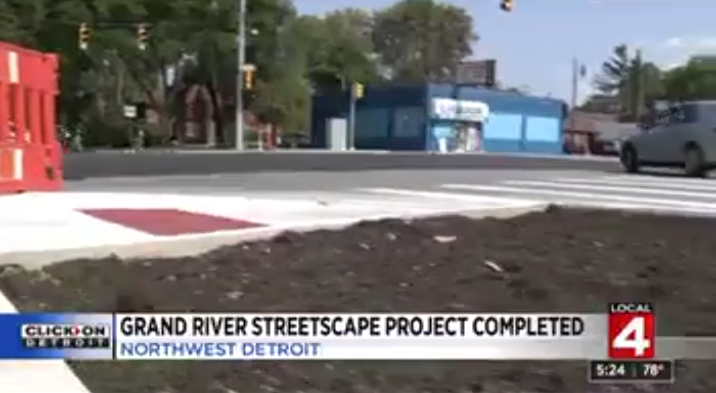 GRAND RIVER STREETSCAPE PROJECT COMPLETED
NORTHWEST DETROIT
CLICK ON
DETROIT
LOCAL
4
5:24 78°